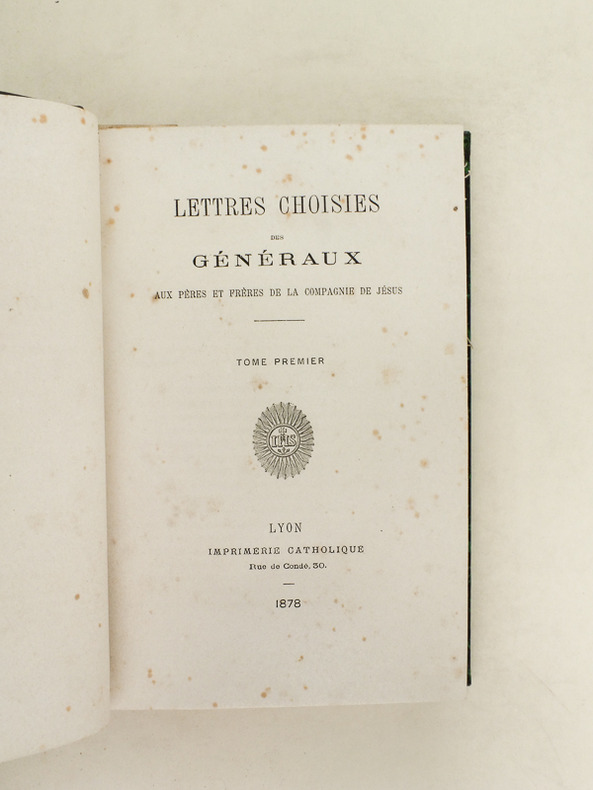 LETTRES CHOISIES
DES
GÉNÉRAUX
AUX PÈRES ET FRÈRES DE LA COMPAGNIE DE JÉSUS
TOME PREMIER
IHS
LYON
IMPRIMERIE CATHOLIQUE
Rue de Condé, 30.
1878